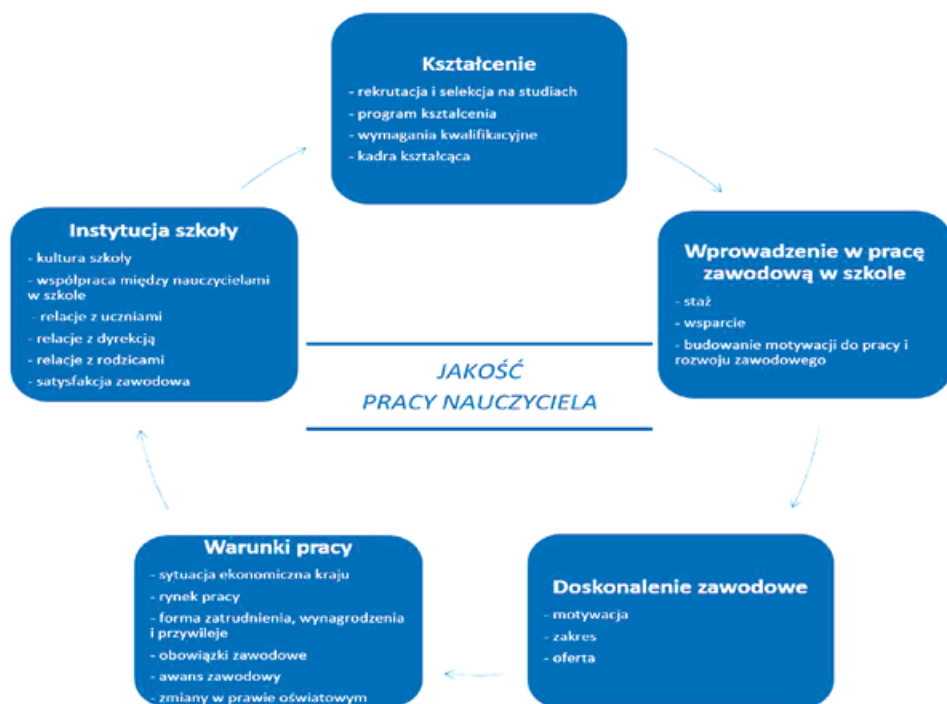 Kształcenie
- rekrutacja i selekcja na studiach
- program kształcenia
- wymagania kwalifikacyjne
- kadra kształcąca
Wprowadzenie w pracę
zawodową w szkole
- staż
- wsparcie
- budowanie motywacji do pracy i
rozwoju zawodowego
Doskonalenie zawodowe
- motywacja
- zakres
- oferta
Warunki pracy
- sytuacja ekonomiczna kraju
- rynek pracy
- forma zatrudnienia, wynagrodzenia
i przywileje
- obowiązki zawodowe
- awans zawodowy
- zmiany w prawie oświatowym
Instytucja szkoły
- kultura szkoły
- współpraca między nauczycielami
w szkole
- relacje z uczniami
- relacje z dyrekcją
- relacje z rodzicami
- satysfakcja zawodowa
JAKOŚĆ
PRACY NAUCZYCIELA